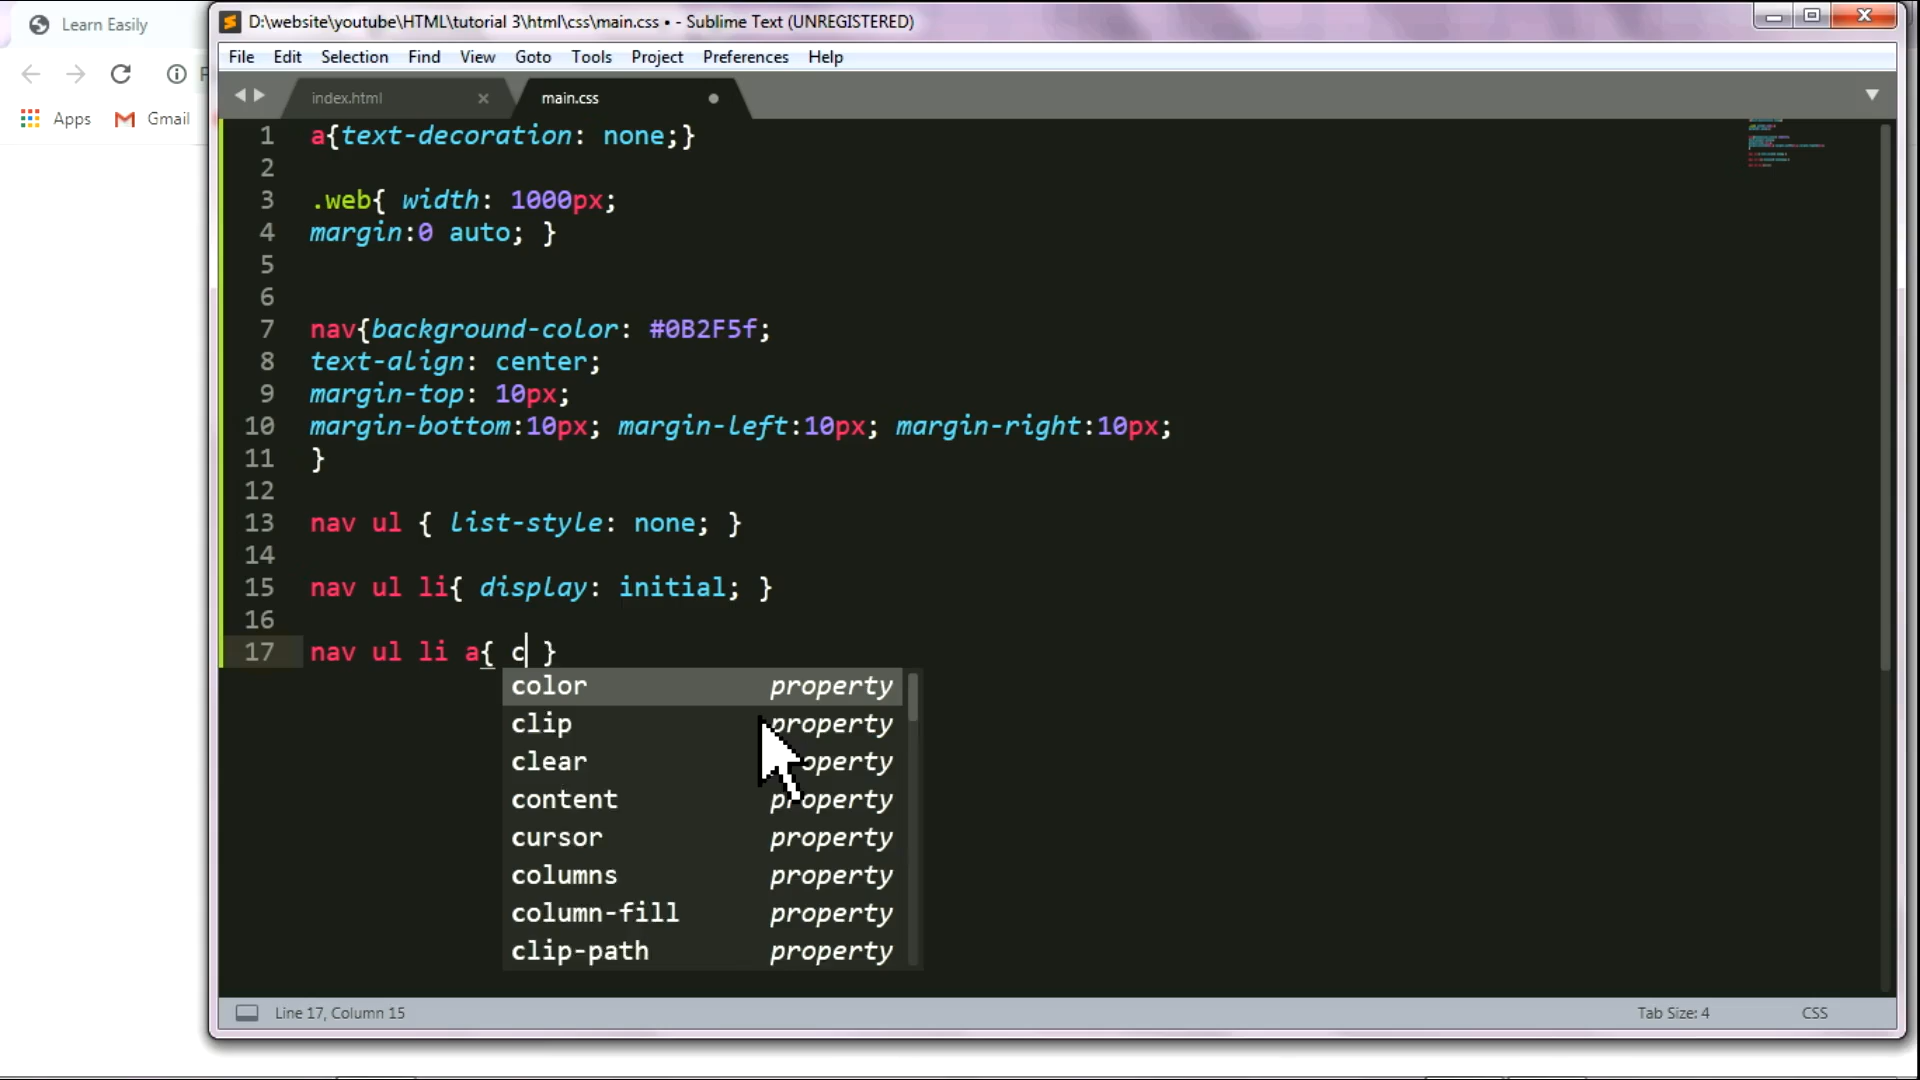 Learn Easily
Apps Gmail
D:\website\youtube\HTML\tutorial 3\html\css\main.css • - Sublime Text (UNREGISTERED)
File Edit Selection Find View Goto Tools Project Preferences Help
index.html × main.css
1 a{text-decoration: none;}
2
3 .web{ width: 1000px;
4 margin:0 auto; }
5
6
7 nav{background-color: #0B2F5f;
8 text-align: center;
9 margin-top: 10px;
10 margin-bottom:10px; margin-left:10px; margin-right:10px;
11 }
12
13 nav ul { list-style: none; }
14
15 nav ul li{ display: initial; }
16
17 nav ul li a{ c }
color property
clip property
clear property
content property
cursor property
columns property
column-fill property
clip-path property
Line 17, Column 15 Tab Size: 4 CSS